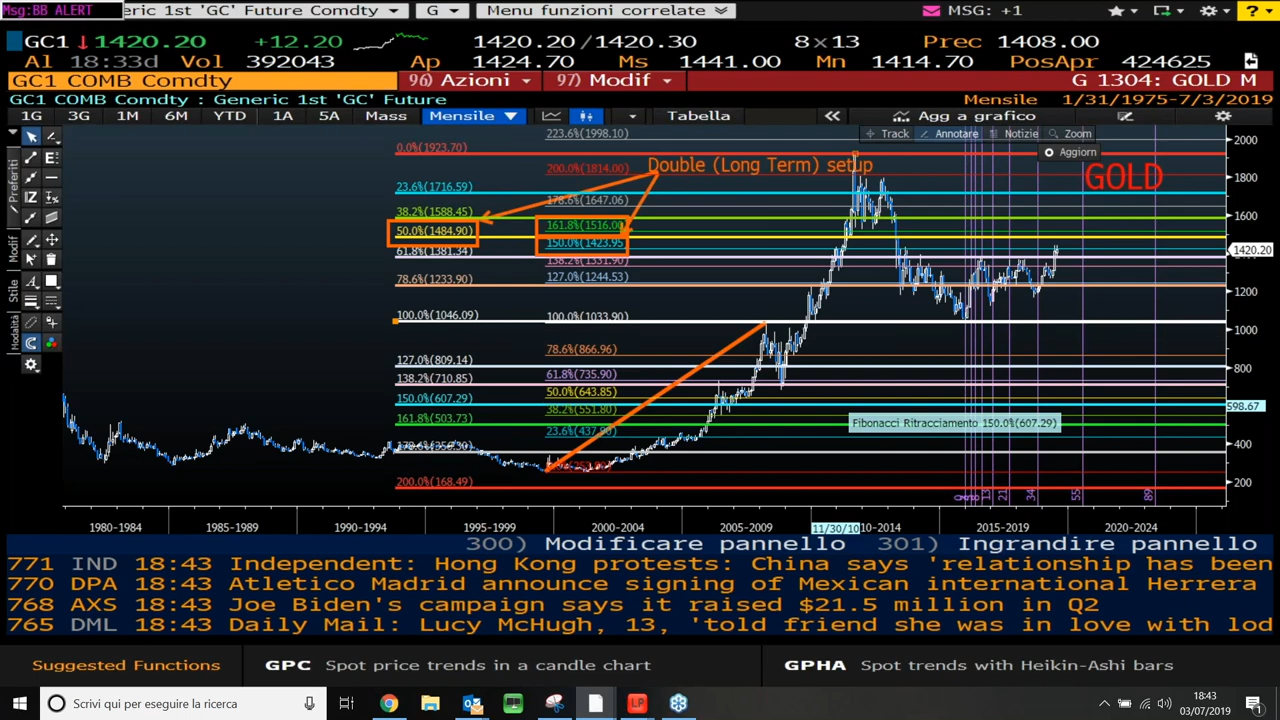 Msg:BB ALERT eric 1st 'GC' Future Comdty G Menu funzioni correlate MSG: +1 ?
GC1 1420.20 +12.20 1420.20/1420.30 8x13 Prec 1408.00
Al 18:33d Vol 392043 Ap 1424.70 Ms 1441.00 Mn 1414.70 PosApr 424625
GC1 COMB Comdty 96) Azioni 97) Modif G 1304: GOLD M
GC1 COMB Comdty : Generic 1st 'GC' Future Mensile 1/31/1975-7/3/2019
1G 3G 1M 6M YTD 1A 5A Mass Mensile Tabella Agg a grafico
Track Annotare Notizie Zoom
Aggiorn
Preferiti
Modif
Stile
Modalità
223.6%(1998.10)
0.0%(1923.70)
Double (Long Term) setup
200.0%(1814.00)
GOLD
23.6%(1716.59)
178.6%(1647.06)
38.2%(1588.45)
161.8%(1516.00)
50.0%(1484.90)
150.0%(1423.95)
61.8%(1381.34)
138.2%(1331.90)
78.6%(1233.90)
127.0%(1244.53)
100.0%(1046.09)
100.0%(1033.90)
78.6%(866.96)
127.0%(809.14)
61.8%(735.90)
138.2%(710.85)
50.0%(643.85)
150.0%(607.29)
38.2%(551.80)
161.8%(503.73)
Fibonacci Ritracciamento 150.0%(607.29)
23.6%(437.90)
200.0%(168.49)
2000
1800
1600
1420.20
1200
1000
800
598.67
400
200
13 21 34 55 89
1980-1984 1985-1989 1990-1994 1995-1999 2000-2004 2005-2009 11/30/10 10-2014 2015-2019 2020-2024
300) Modificare pannello 301) Ingrandire pannello
771 IND 18:43 Independent: Hong Kong protests: China says 'relationship has been
770 DPA 18:43 Atletico Madrid announce signing of Mexican international Herrera
768 AXS 18:43 Joe Biden's campaign says it raised $21.5 million in Q2
765 DML 18:43 Daily Mail: Lucy McHugh, 13, 'told friend she was in love with lod
Suggested Functions GPC Spot price trends in a candle chart GPHA Spot trends with Heikin-Ashi bars
Scrivi qui per eseguire la ricerca LP 18:43
03/07/2019